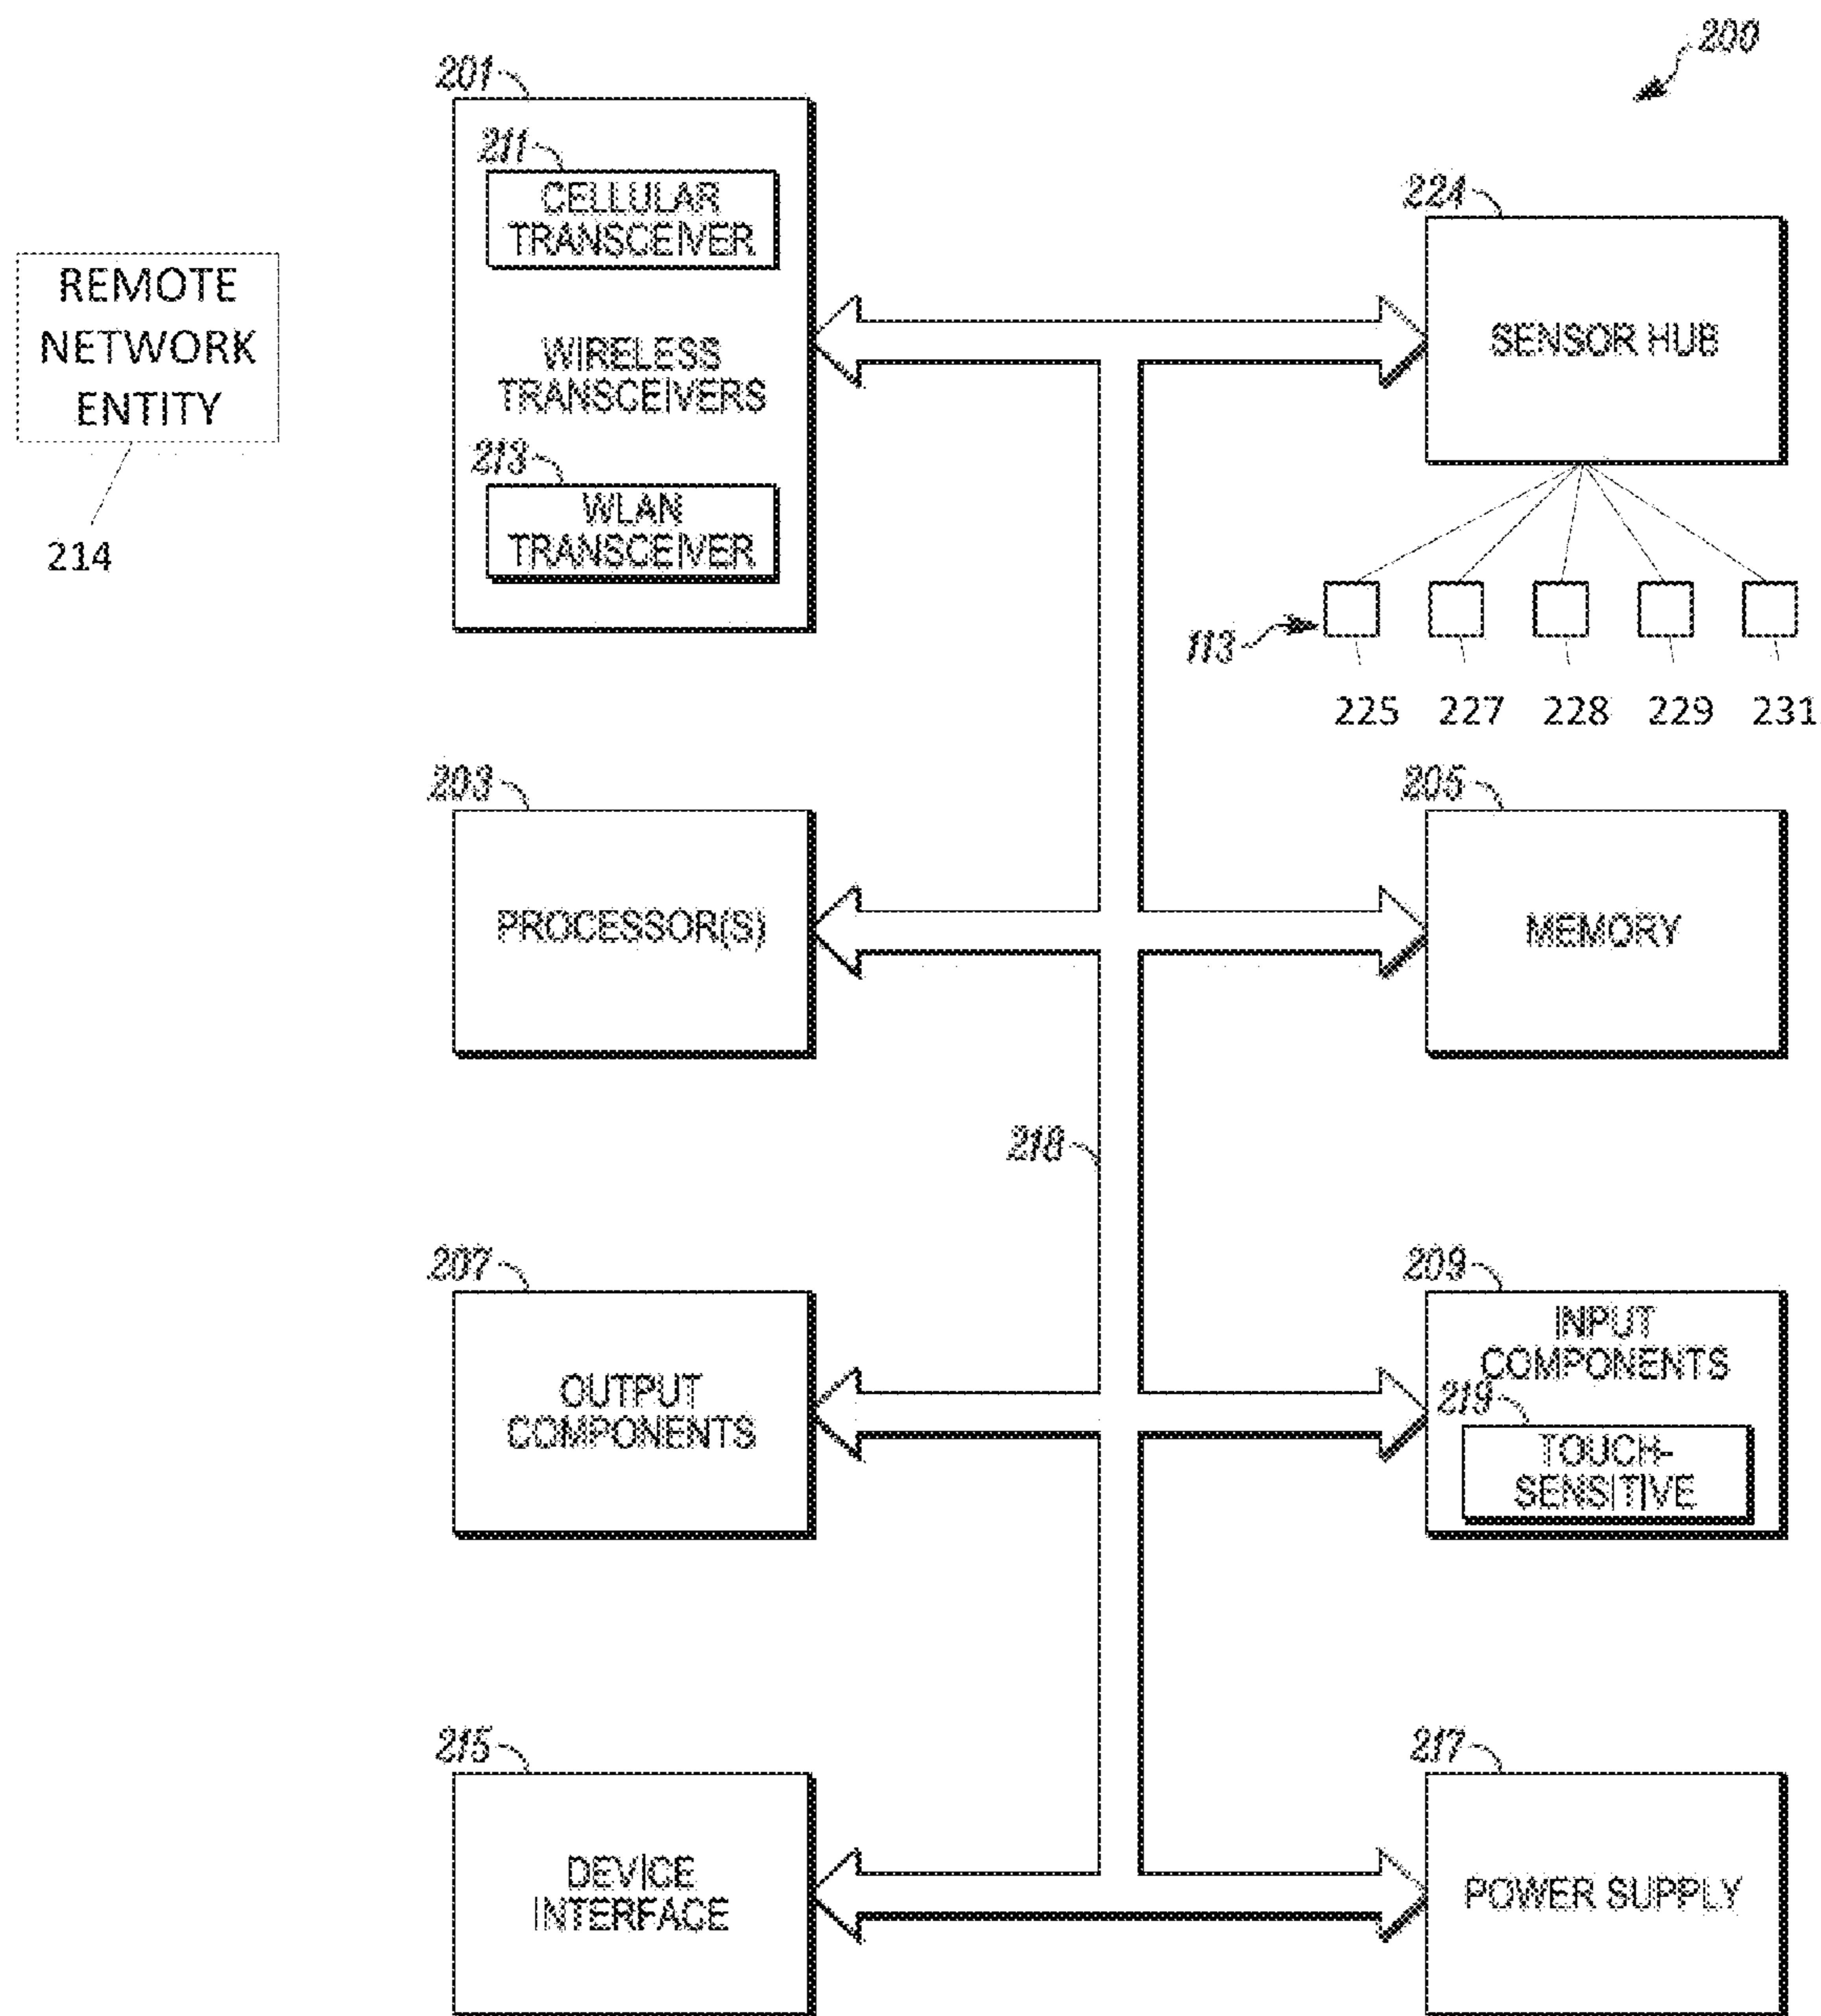 200
201
211
CELLULAR
TRANSCEIVER
WIRELESS
TRANSCEIVERS
213
WLAN
TRANSCEIVER
REMOTE
NETWORK
ENTITY
214
224
SENSOR HUB
113
225 227 228 229 231
203
PROCESSOR(S)
205
MEMORY
218
207
OUTPUT
COMPONENTS
209
INPUT
COMPONENTS
219
TOUCH-
SENSITIVE
215
DEVICE
INTERFACE
217
POWER SUPPLY